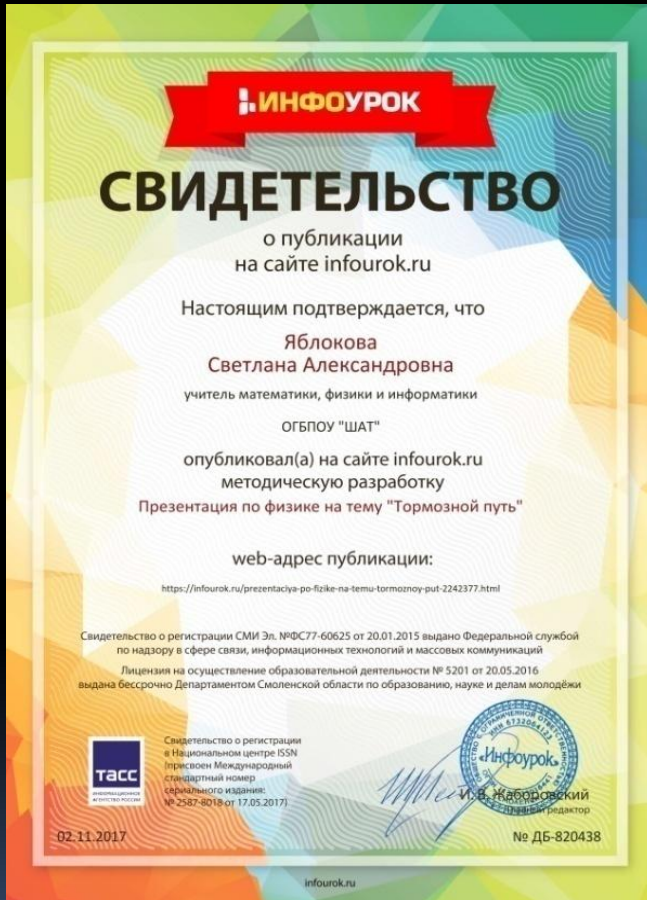 ИНФОУРОК
СВИДЕТЕЛЬСТВО
о публикации
на сайте infourok.ru
Настоящим подтверждается, что
Яблокова
Светлана Александровна
учитель математики, физики и информатики
ОГБПОУ "ШАТ"
опубликовал(а) на сайте infourok.ru
методическую разработку
Презентация по физике на тему "Тормозной путь"
web-адрес публикации:
https://infourok.ru/prezentaciya-po-fizike-na-temu-tormoznoy-put-2242377.html
Свидетельство о регистрации СМИ Эл. №ФС77-60625 от 20.01.2015 выдано Федеральной службой
по надзору в сфере связи, информационных технологий и массовых коммуникаций
Лицензия на осуществление образовательной деятельности № 5201 от 20.05.2016
выдана бессрочно Департаментом Смоленской области по образованию, науке и делам молодёжи
ТАСС
ИНФОРМАЦИОННОЕ
АГЕНТСТВО РОССИИ
Свидетельство о регистрации
в Национальном центре ISSN
(присвоен Международный
стандартный номер
сериального издания:
№ 2587-8018 от 17.05.2017)
ИНН 6732064123
«Инфоурок»
И. В. Жаборовский
редактор
02.11.2017
№ ДБ-820438
infourok.ru